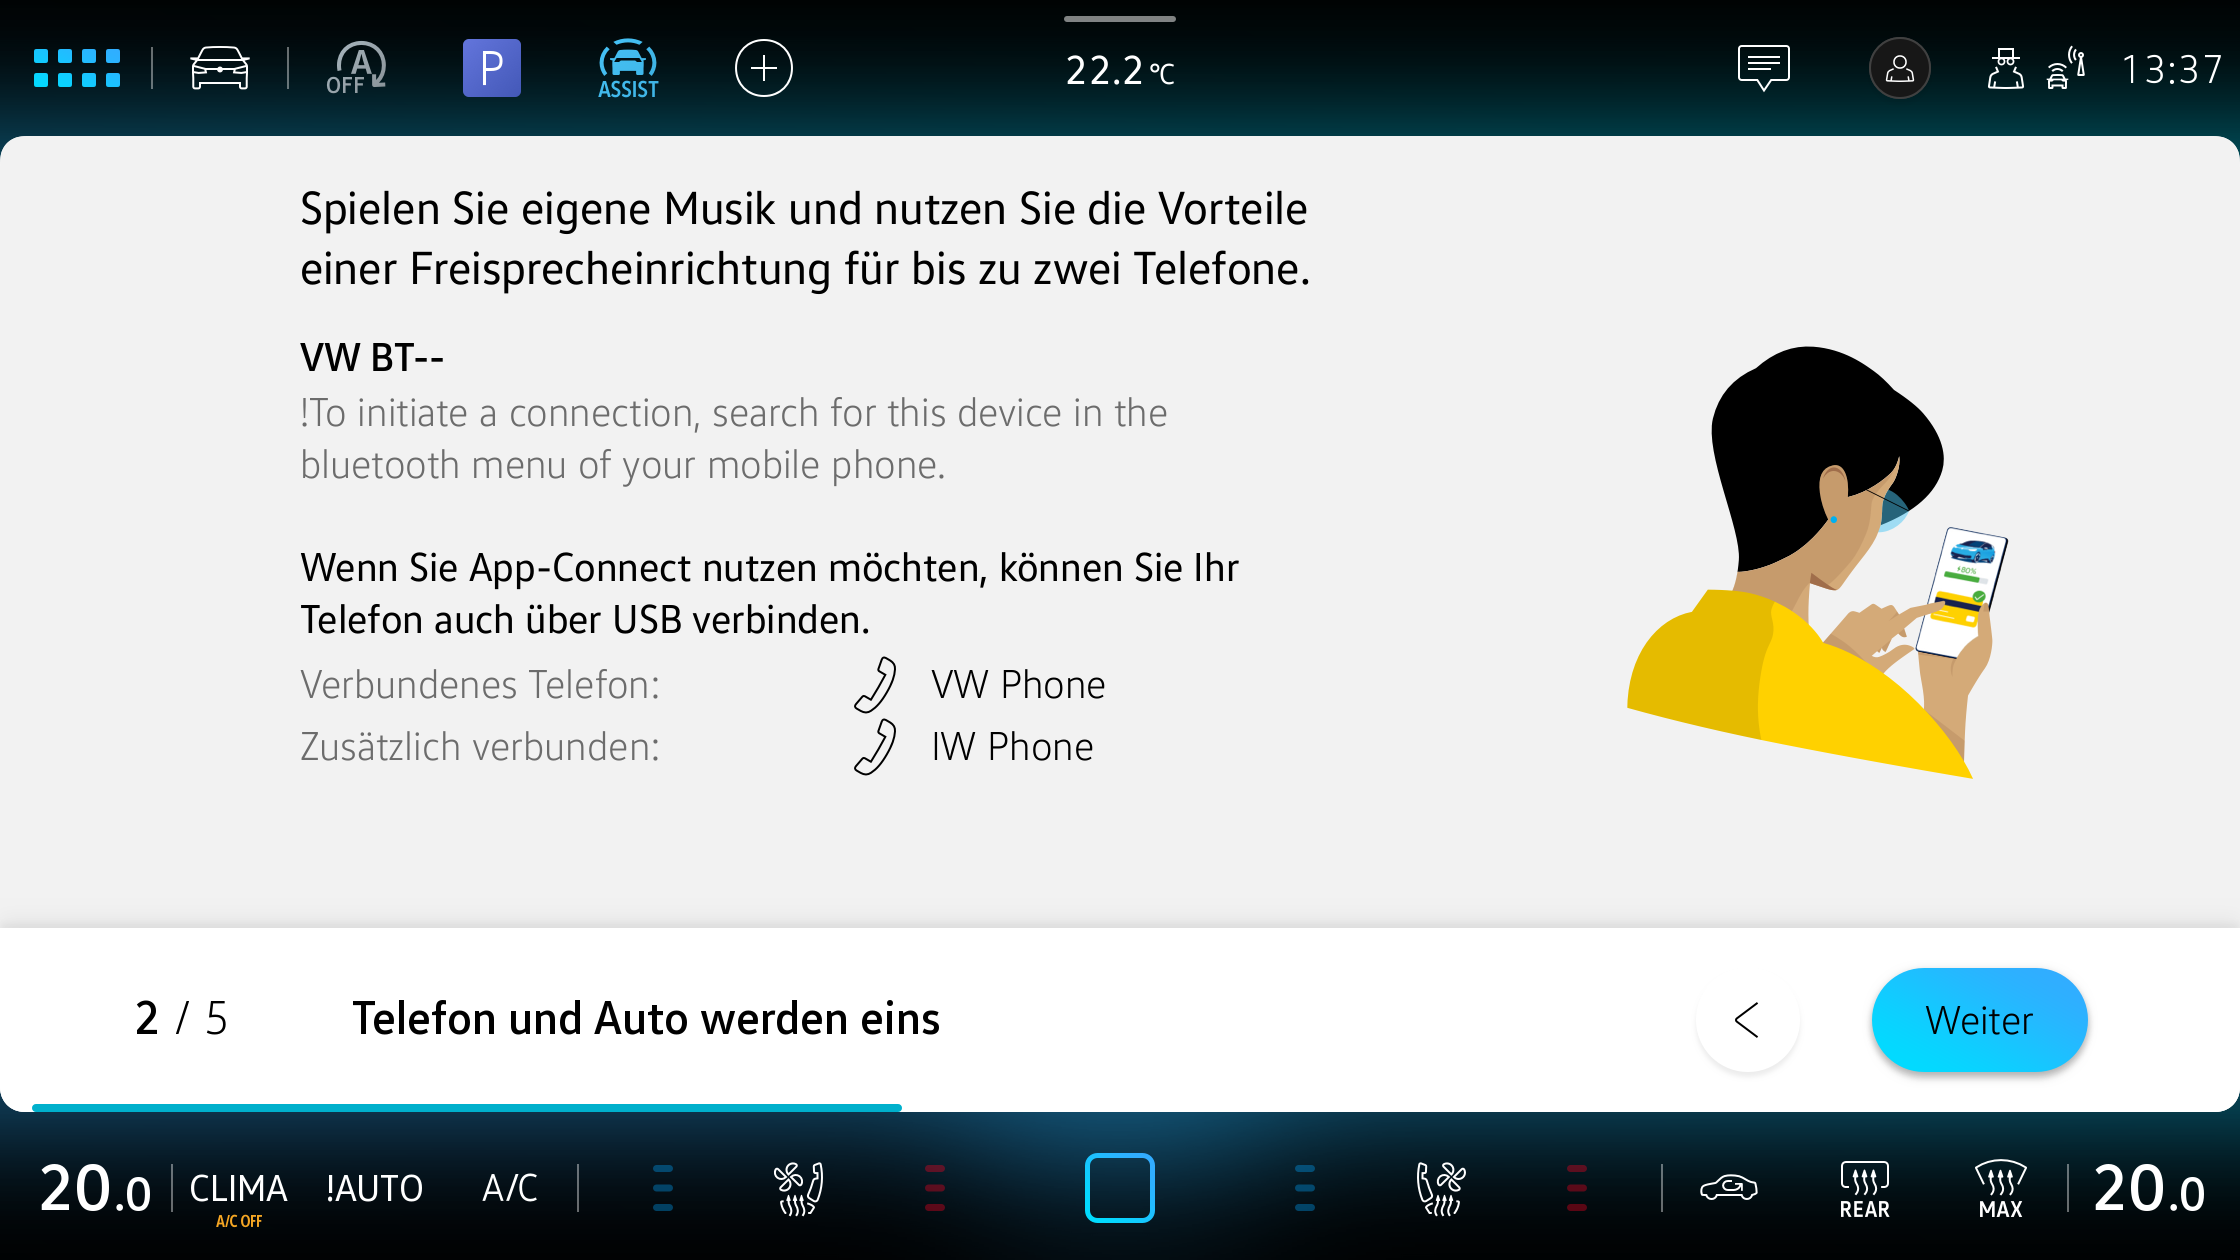 OFF A
P
ASSIST
22.2 °C
13:37
Spielen Sie eigene Musik und nutzen Sie die Vorteile
einer Freisprecheinrichtung für bis zu zwei Telefone.
VW BT--
!To initiate a connection, search for this device in the
bluetooth menu of your mobile phone.
Wenn Sie App-Connect nutzen möchten, können Sie Ihr
Telefon auch über USB verbinden.
Verbundenes Telefon: VW Phone
Zusätzlich verbunden: IW Phone
80%
2 / 5 Telefon und Auto werden eins
Weiter
20.0 CLIMA !AUTO A/C
A/C OFF
REAR
MAX
20.0